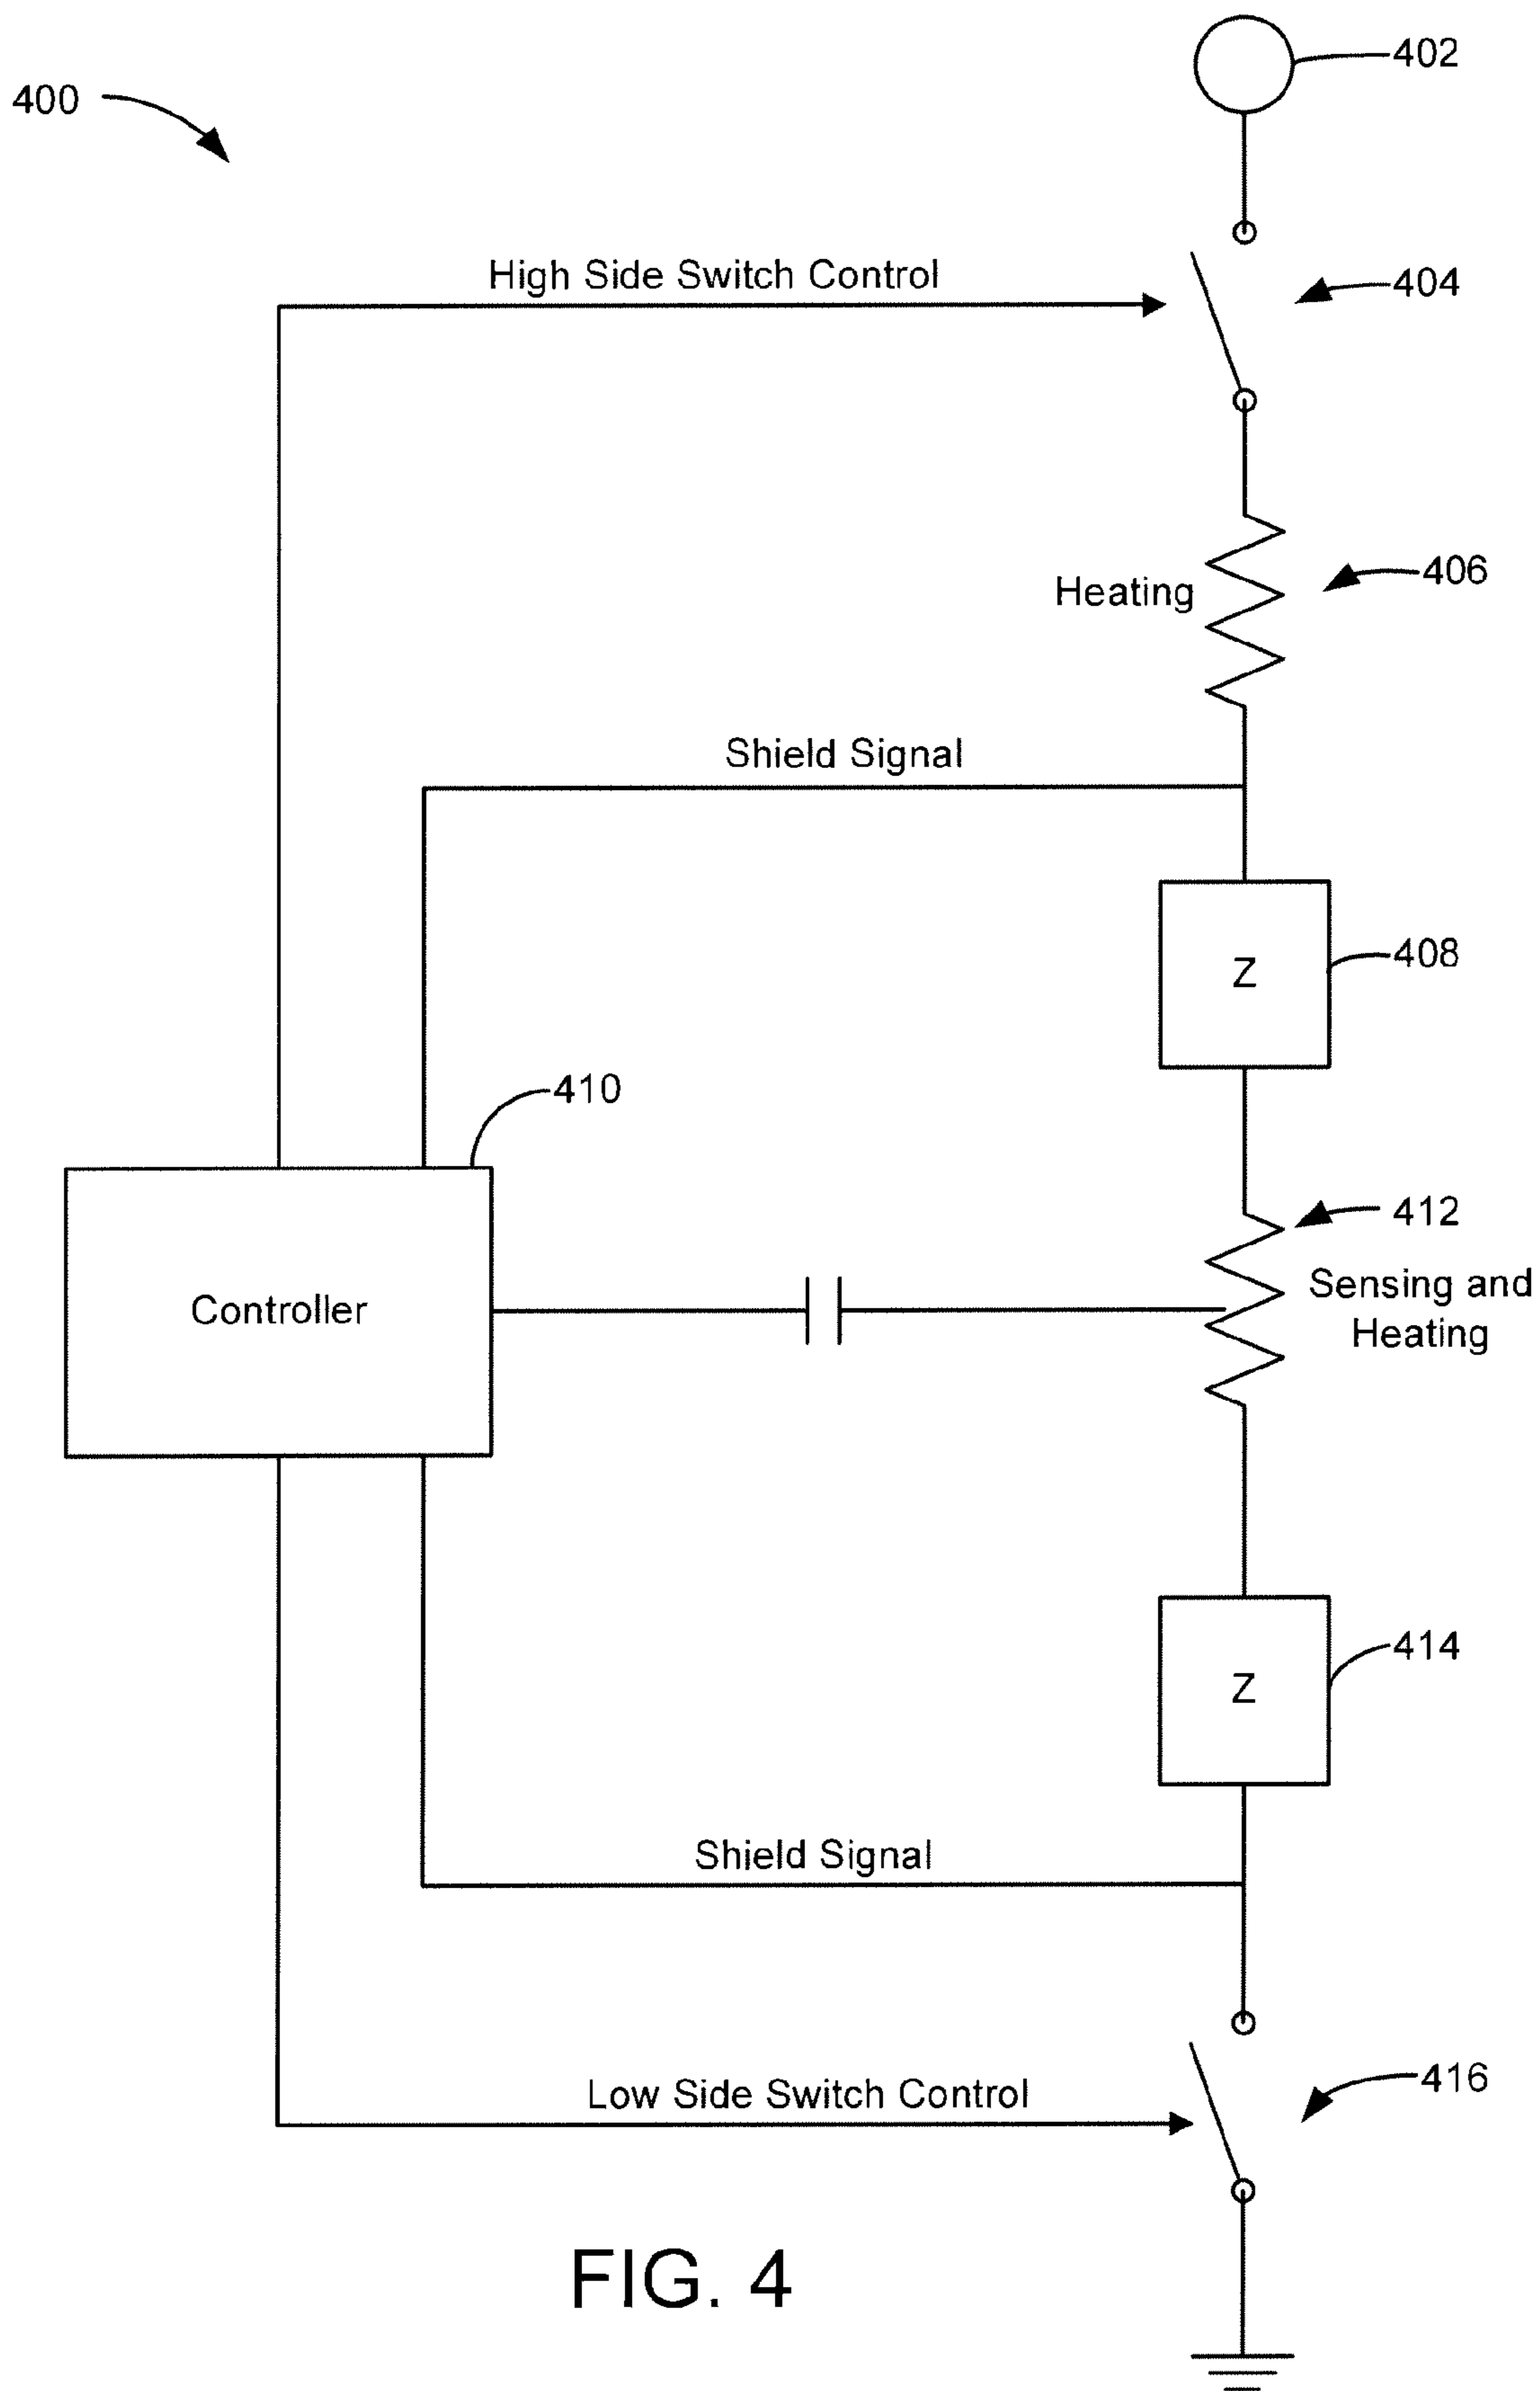 402
400
High Side Switch Control
404
Heating
406
Shield Signal
Z
408
410
Controller
412
Sensing and
Heating
Z
414
Shield Signal
Low Side Switch Control
416
FIG. 4